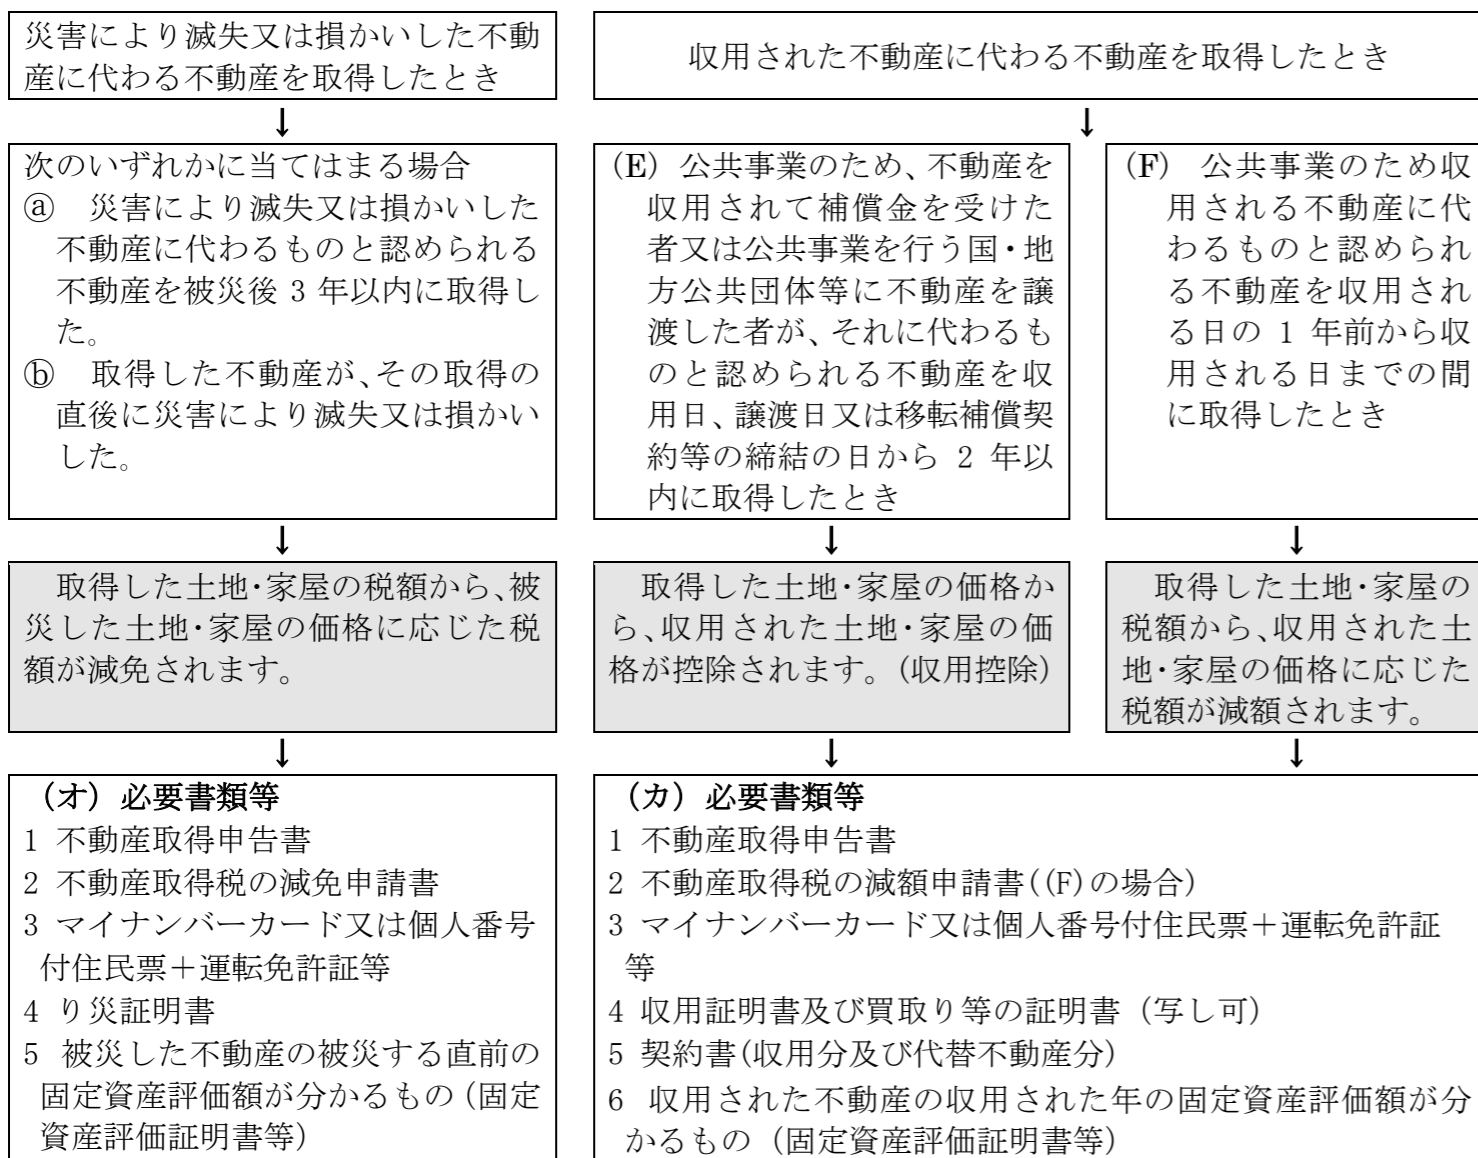 災害により滅失又は損かいした不動
産に代わる不動産を取得したとき
↓
次のいずれかに当てはまる場合
ⓐ 災害により滅失又は損かいした
不動産に代わるものと認められる
不動産を被災後 3 年以内に取得し
た。
ⓑ 取得した不動産が、その取得の
直後に災害により滅失又は損かい
した。
↓
取得した土地・家屋の税額から、被
災した土地・家屋の価格に応じた税
額が減免されます。
↓
(オ) 必要書類等
1 不動産取得申告書
2 不動産取得税の減免申請書
3 マイナンバーカード又は個人番号
付住民票＋運転免許証等
4 り災証明書
5 被災した不動産の被災する直前の
固定資産評価額が分かるもの(固定
資産評価証明書等)
収用された不動産に代わる不動産を取得したとき
↓
(E) 公共事業のため、不動産を
収用されて補償金を受けた
者又は公共事業を行う国・地
方公共団体等に不動産を譲
渡した者が、それに代わるも
のと認められる不動産を収
用日、譲渡日又は移転補償契
約等の締結の日から 2 年以
内に取得したとき
↓
取得した土地・家屋の価格か
ら、収用された土地・家屋の価
格が控除されます。(収用控除)
↓
(F) 公共事業のため収
用される不動産に代
わるものと認められ
る不動産を収用され
る日の 1 年前から収
用される日までの間
に取得したとき
↓
取得した土地・家屋の
税額から、収用された土
地・家屋の価格に応じた
税額が減額されます。
↓
(カ) 必要書類等
1 不動産取得申告書
2 不動産取得税の減額申請書((F)の場合)
3 マイナンバーカード又は個人番号付住民票＋運転免許証
等
4 収用証明書及び買取り等の証明書 (写し可)
5 契約書(収用分及び代替不動産分)
6 収用された不動産の収用された年の固定資産評価額が分
かるもの (固定資産評価証明書等)